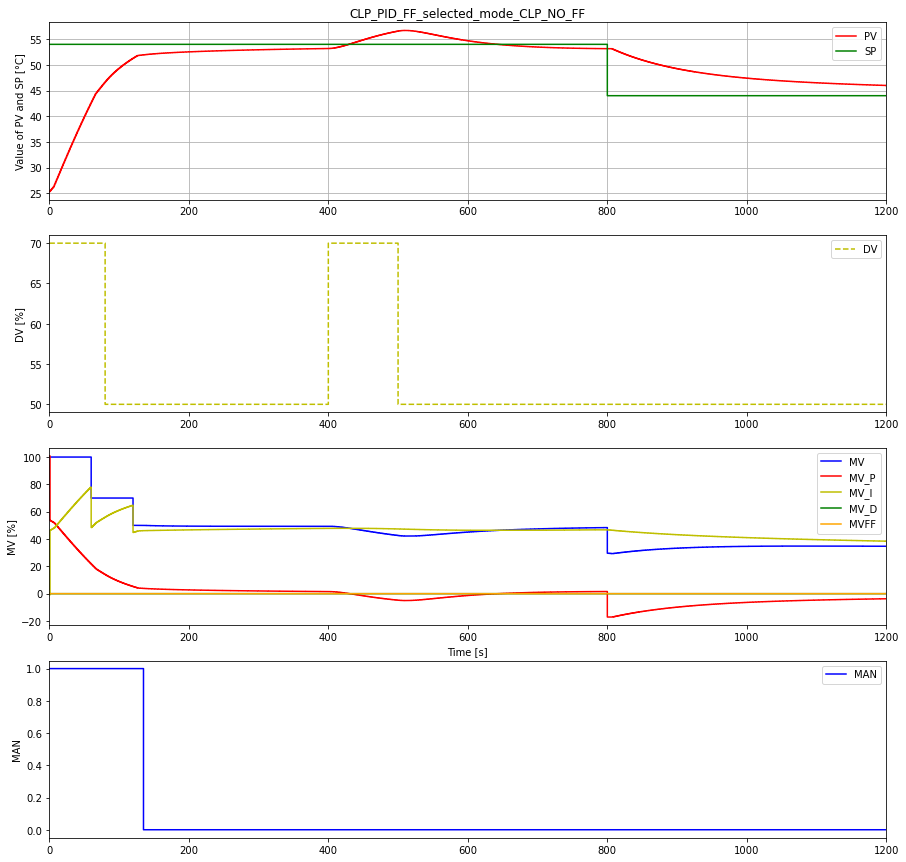 CLP_PID_FF_selected_mode_CLP_NO_FF
Value of PV and SP [°C]
55
50
45
40
35
30
25
PV
SP
0 200 400 600 800 1000 1200
DV [%]
70
65
60
55
50
DV
0 200 400 600 800 1000 1200
MV [%]
100
80
60
40
20
0
−20
MV
MV_P
MV_I
MV_D
MVFF
0 200 400 600 800 1000 1200
Time [s]
MAN
1.0
0.8
0.6
0.4
0.2
0.0
MAN
0 200 400 600 800 1000 1200